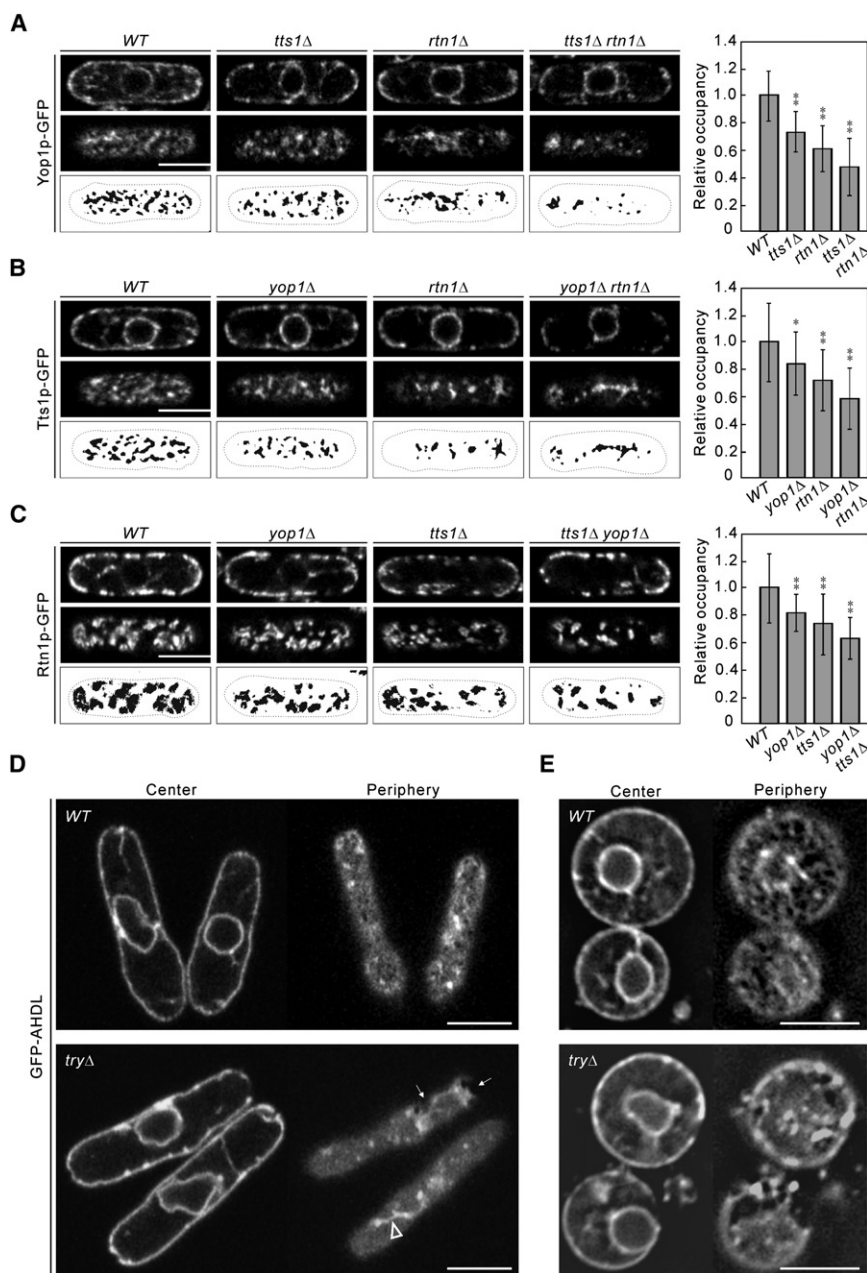 A
WT
tts1Δ
rtn1Δ
tts1Δ rtn1Δ
Yop1p-GFP
Relative occupancy
1.4
1.2
1.0
0.8
0.6
0.4
0.2
0
**
**
**
WT
tts1Δ
rtn1Δ
tts1Δ
rtn1Δ
B
WT
yop1Δ
rtn1Δ
yop1Δ rtn1Δ
Tts1p-GFP
Relative occupancy
1.4
1.2
1.0
0.8
0.6
0.4
0.2
0
*
**
**
WT
yop1Δ
rtn1Δ
yop1Δ
rtn1Δ
C
WT
yop1Δ
tts1Δ
tts1Δ yop1Δ
Rtn1p-GFP
Relative occupancy
1.4
1.2
1.0
0.8
0.6
0.4
0.2
0
**
**
**
WT
yop1Δ
tts1Δ
yop1Δ
tts1Δ
D
Center
Periphery
WT
GFP-AHDL
tryΔ
E
Center
Periphery
WT
tryΔ